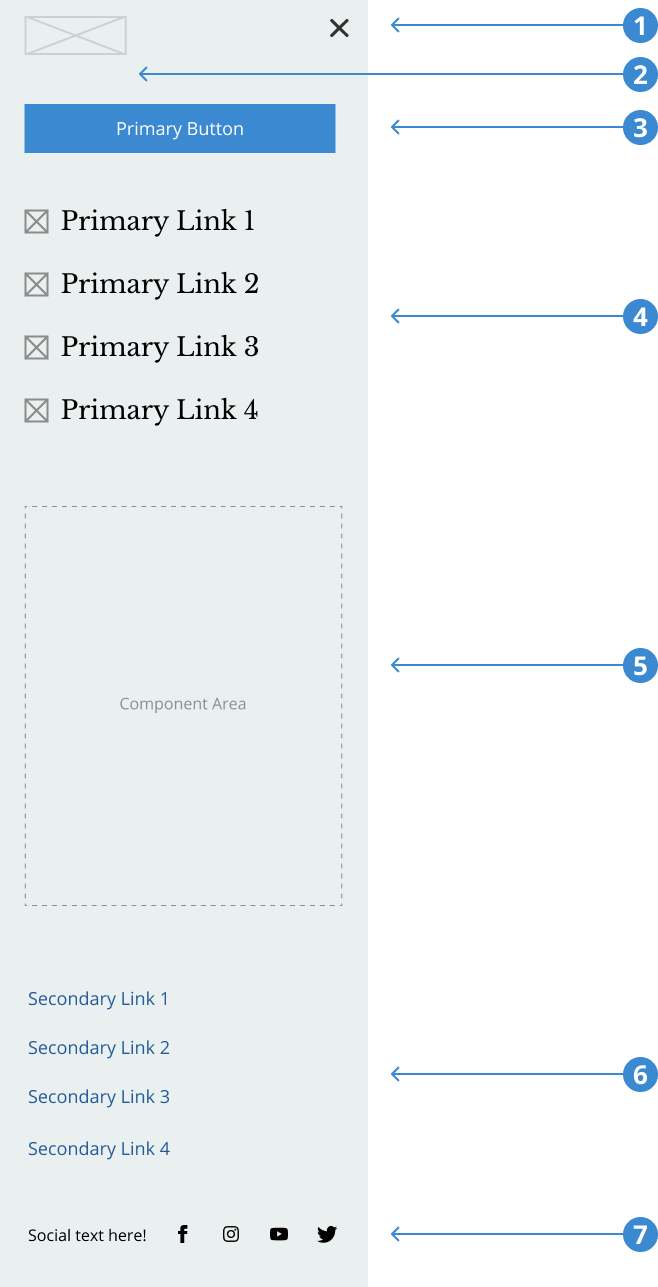 1
2
Primary Button
3
Primary Link 1
Primary Link 2
4
Primary Link 3
Primary Link 4
5
Component Area
Secondary Link 1
Secondary Link 2
6
Secondary Link 3
Secondary Link 4
Social text here!
7